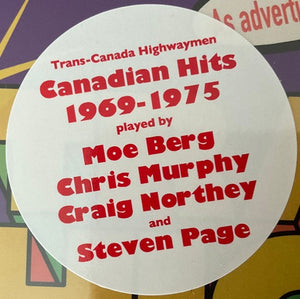 As adverti
Trans-Canada Highwaymen
Canadian Hits
1969-1975
played by
Moe Berg
Chris Murphy
Craig Northey
and
Steven Page